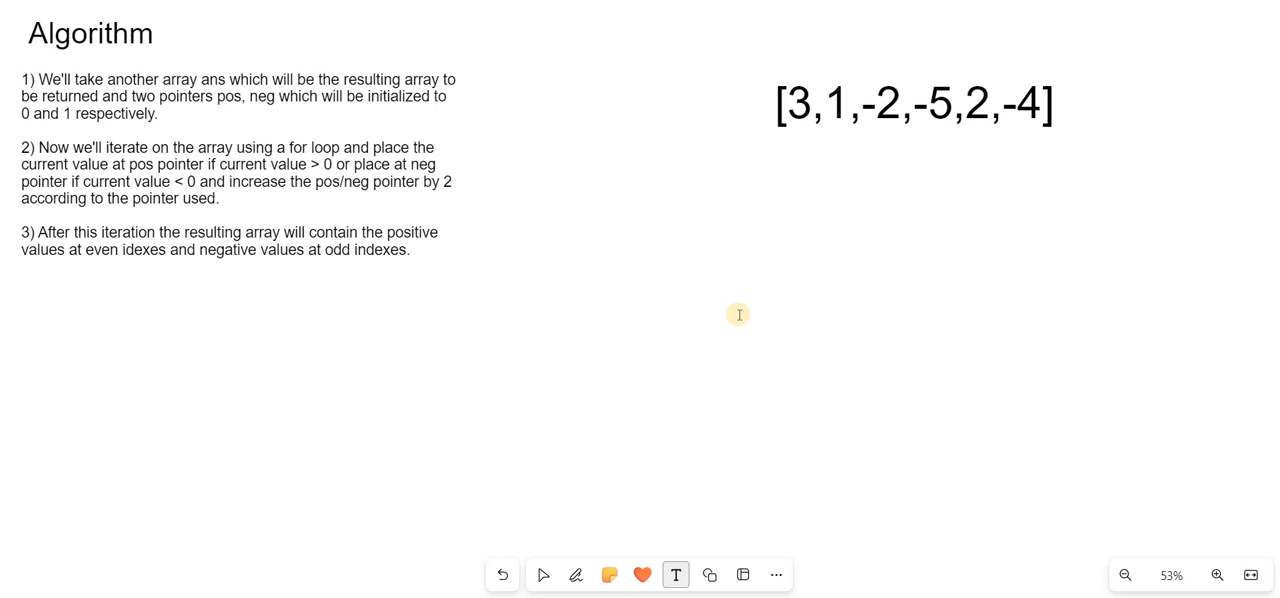 Algorithm
1) We'll take another array ans which will be the resulting array to
be returned and two pointers pos, neg which will be initialized to
0 and 1 respectively.
2) Now we'll iterate on the array using a for loop and place the
current value at pos pointer if current value > 0 or place at neg
pointer if current value < 0 and increase the pos/neg pointer by 2
according to the pointer used.
3) After this iteration the resulting array will contain the positive
values at even idexes and negative values at odd indexes.
[3,1,-2,-5,2,-4]
T
53%